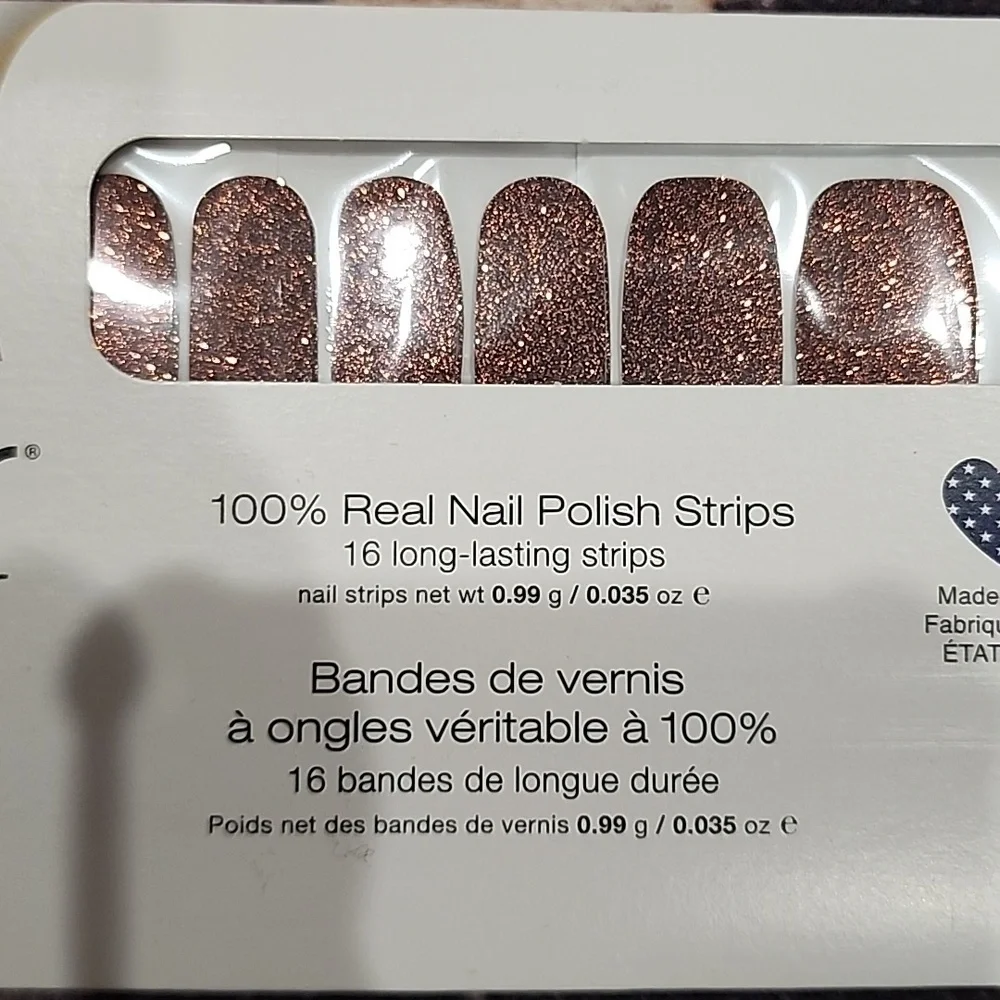 ®
100% Real Nail Polish Strips
16 long-lasting strips
nail strips net wt 0.99 g / 0.035 oz ℮
Made
Bandes de vernis
à ongles véritable à 100%
16 bandes de longue durée
Poids net des bandes de vernis 0.99 g / 0.035 oz ℮